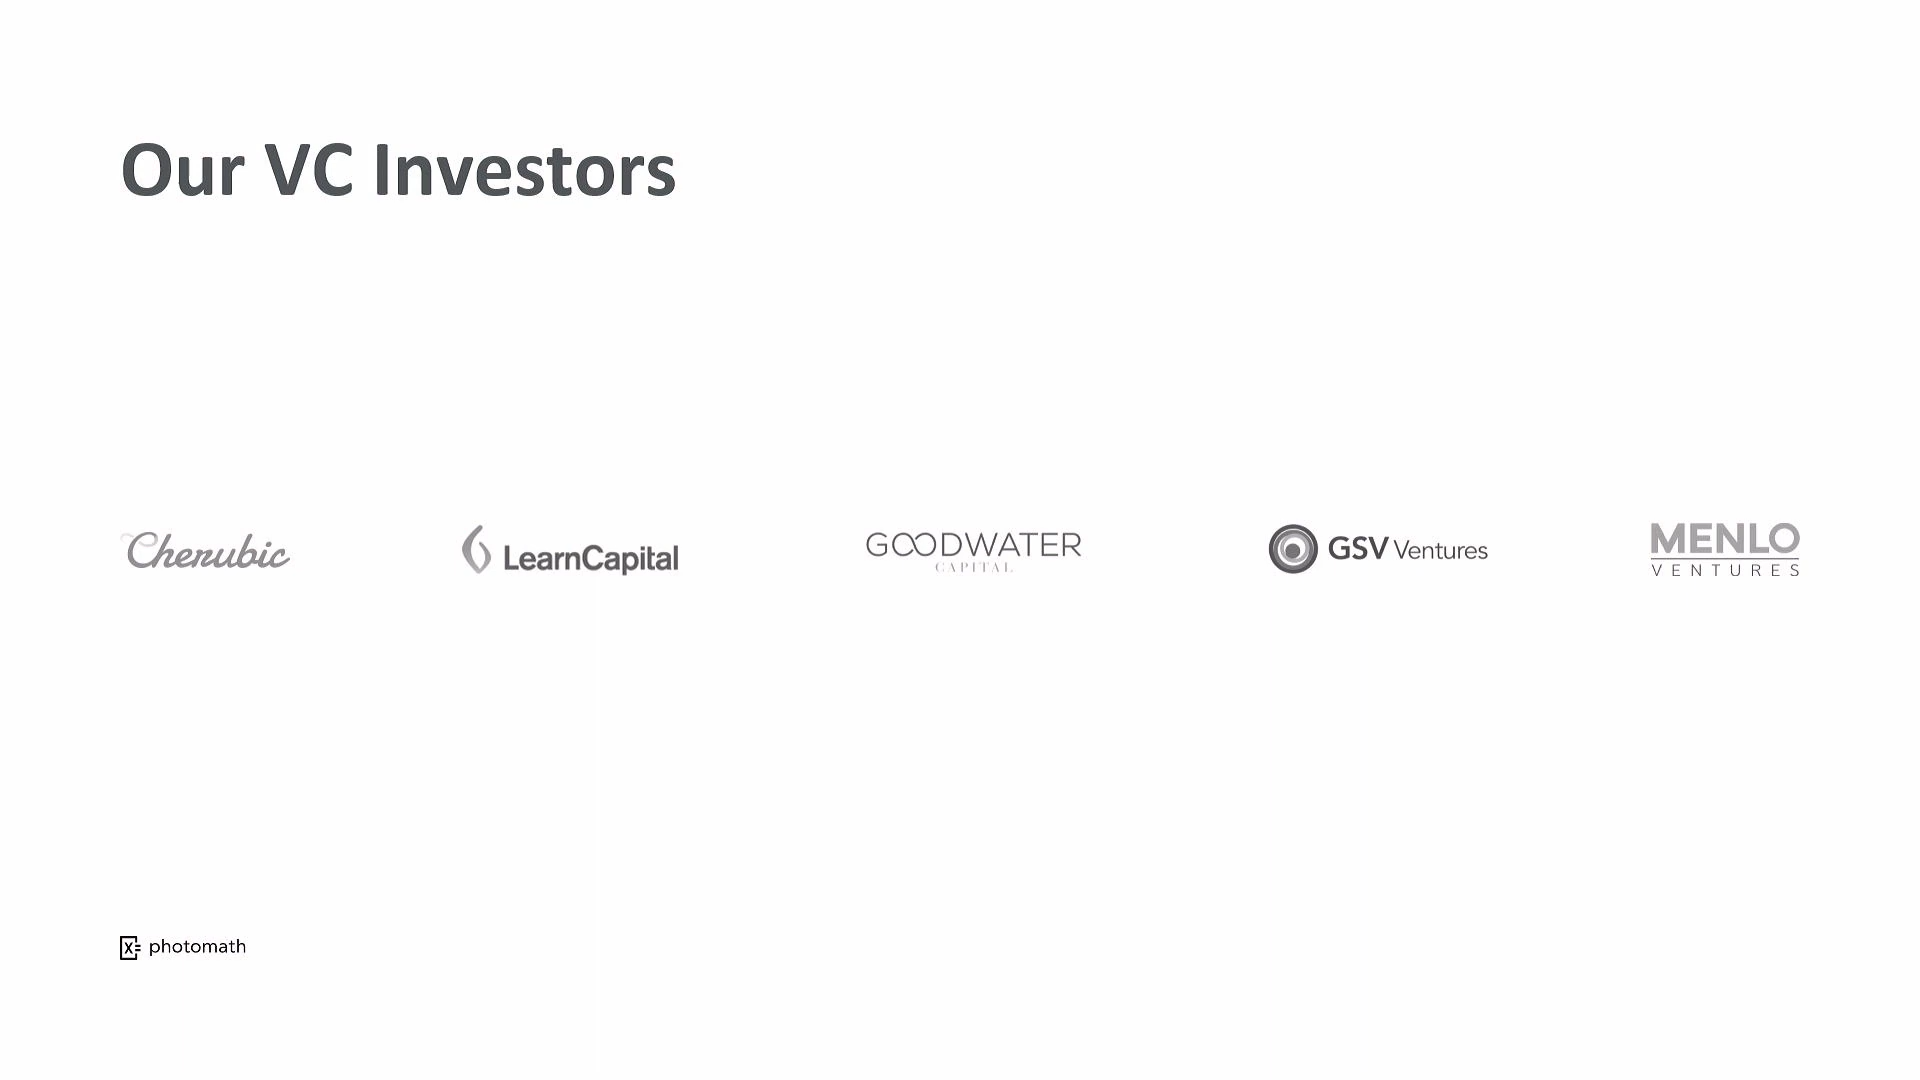 Our VC Investors
Cherubic
LearnCapital
GOODWATER
CAPITAL
GSV Ventures
MENLO
VENTURES
photomath